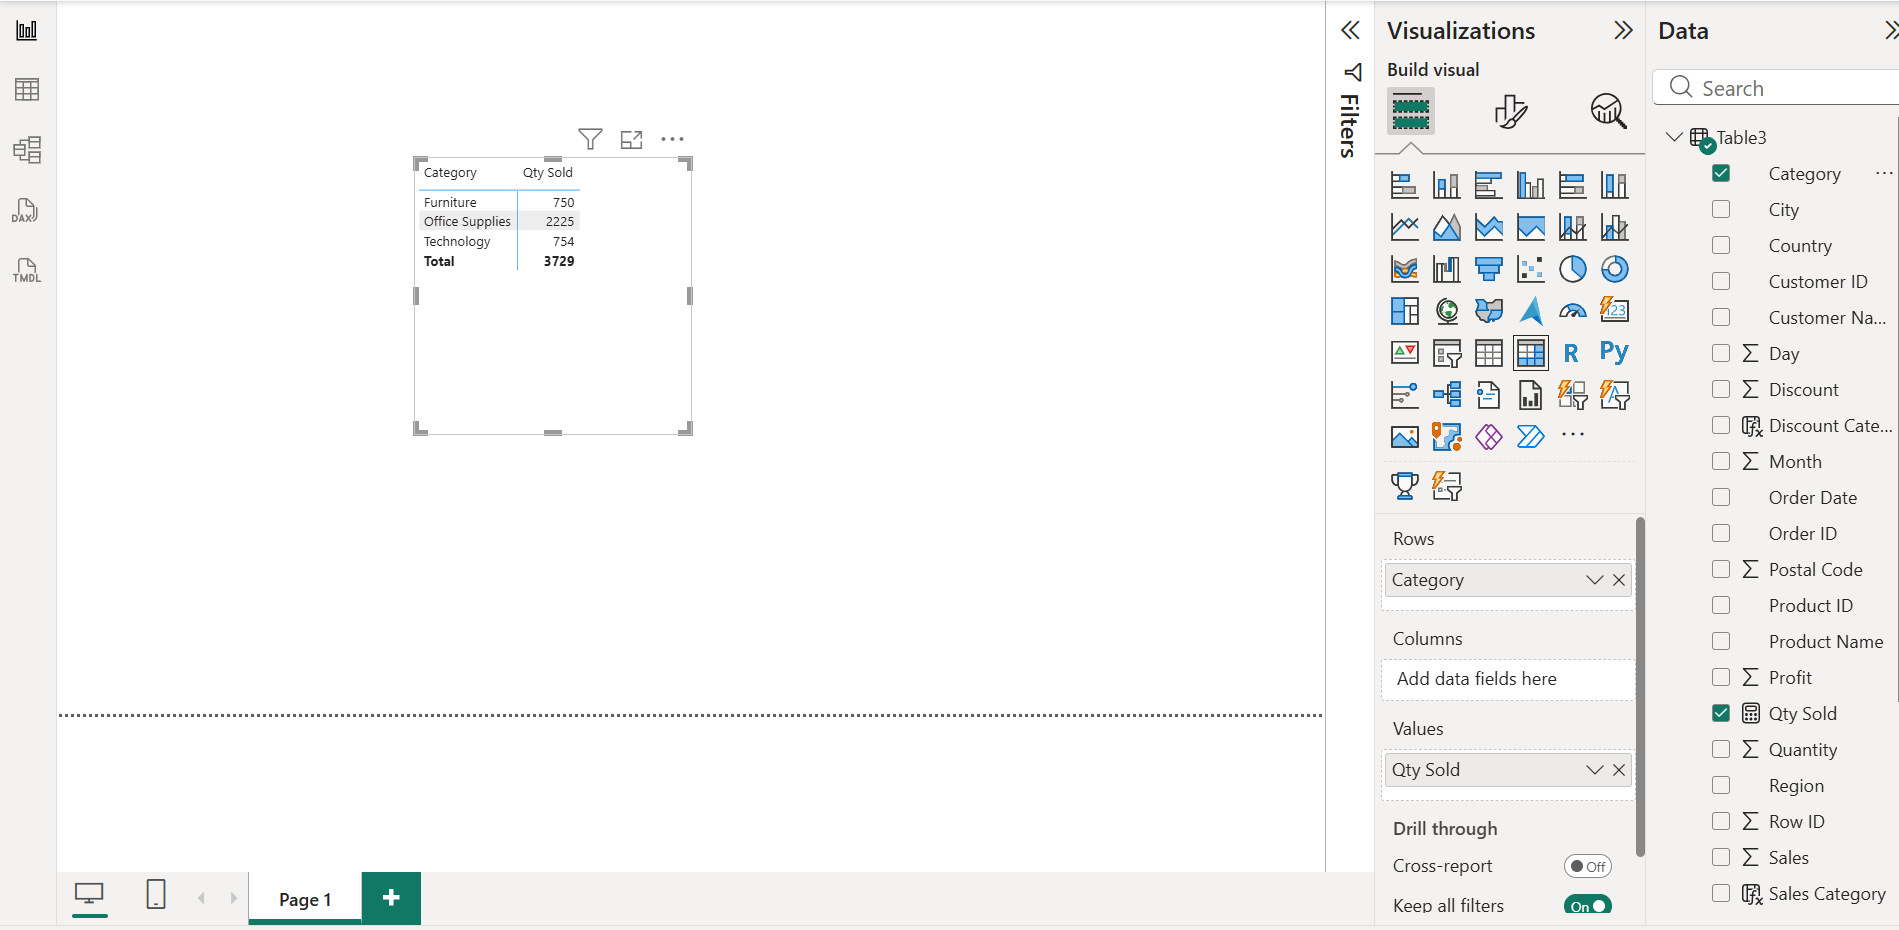 Visualizations
Data
Build visual
Search
Filters
Category Qty Sold
Furniture 750
Office Supplies 2225
Technology 754
Total 3729
DAX
TMDL
123
R
Py
Rows
Category
Columns
Add data fields here
Values
Qty Sold
Drill through
Cross-report
Off
Keep all filters
On
Table3
Category
City
Country
Customer ID
Customer Na...
Day
Discount
Discount Cate...
Month
Order Date
Order ID
Postal Code
Product ID
Product Name
Profit
Qty Sold
Quantity
Region
Row ID
Sales
Sales Category
Page 1